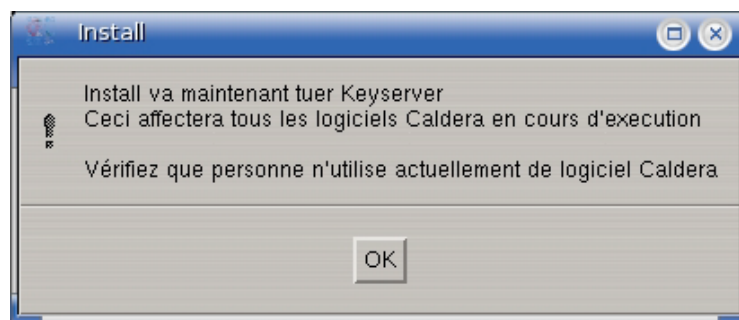 Install
Install va maintenant tuer Keyserver
Ceci affectera tous les logiciels Caldera en cours d'execution
Vérifiez que personne n'utilise actuellement de logiciel Caldera
OK